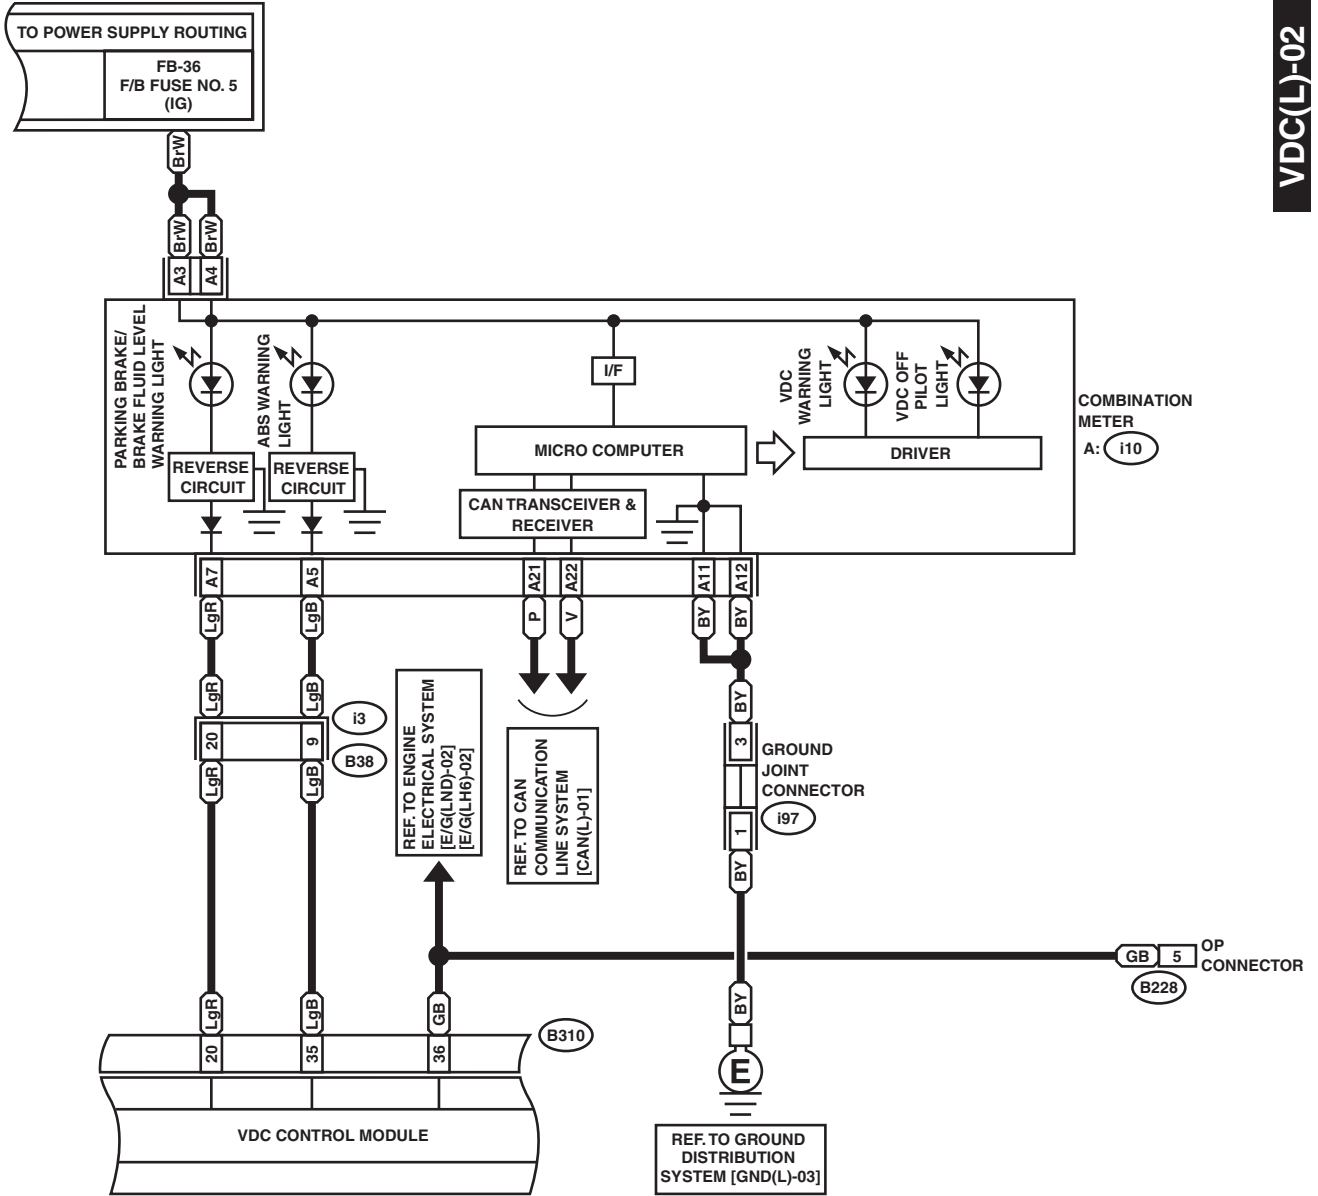 VDC(L)-02
TO POWER SUPPLY ROUTING
FB-36
F/B FUSE NO. 5
(IG)
BrW
BrW
BrW
A3
A4
PARKING BRAKE/
BRAKE FLUID LEVEL
WARNING LIGHT
ABS WARNING
LIGHT
I/F
VDC
WARNING
LIGHT
VDC OFF
PILOT
LIGHT
COMBINATION
METER
A: i10
REVERSE
CIRCUIT
REVERSE
CIRCUIT
MICRO COMPUTER
DRIVER
CAN TRANSCEIVER &
RECEIVER
A7
A5
A21
A22
A11
A12
LgR
LgB
P
V
BY
BY
LgR
LgB
BY
i3
20
9
B38
3
GROUND
JOINT
CONNECTOR
i97
1
LgR
LgB
BY
REF. TO ENGINE
ELECTRICAL SYSTEM
[E/G(LND)-02]
[E/G(LH6)-02]
REF. TO CAN
COMMUNICATION
LINE SYSTEM
[CAN(L)-01]
GB
5
OP
CONNECTOR
B228
LgR
LgB
GB
BY
B310
20
35
36
E
VDC CONTROL MODULE
REF. TO GROUND
DISTRIBUTION
SYSTEM [GND(L)-03]